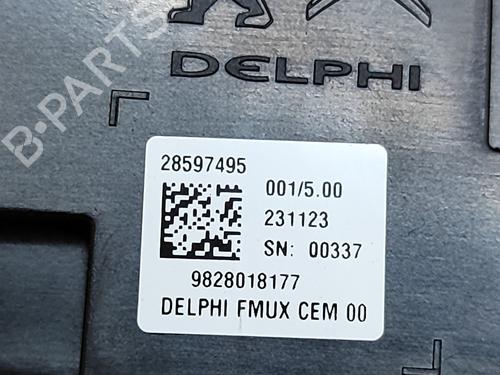 B-PARTS
DELPHI
28597495
001/5.00
231123
SN: 00337
9828018177
DELPHI FMUX CEM 00